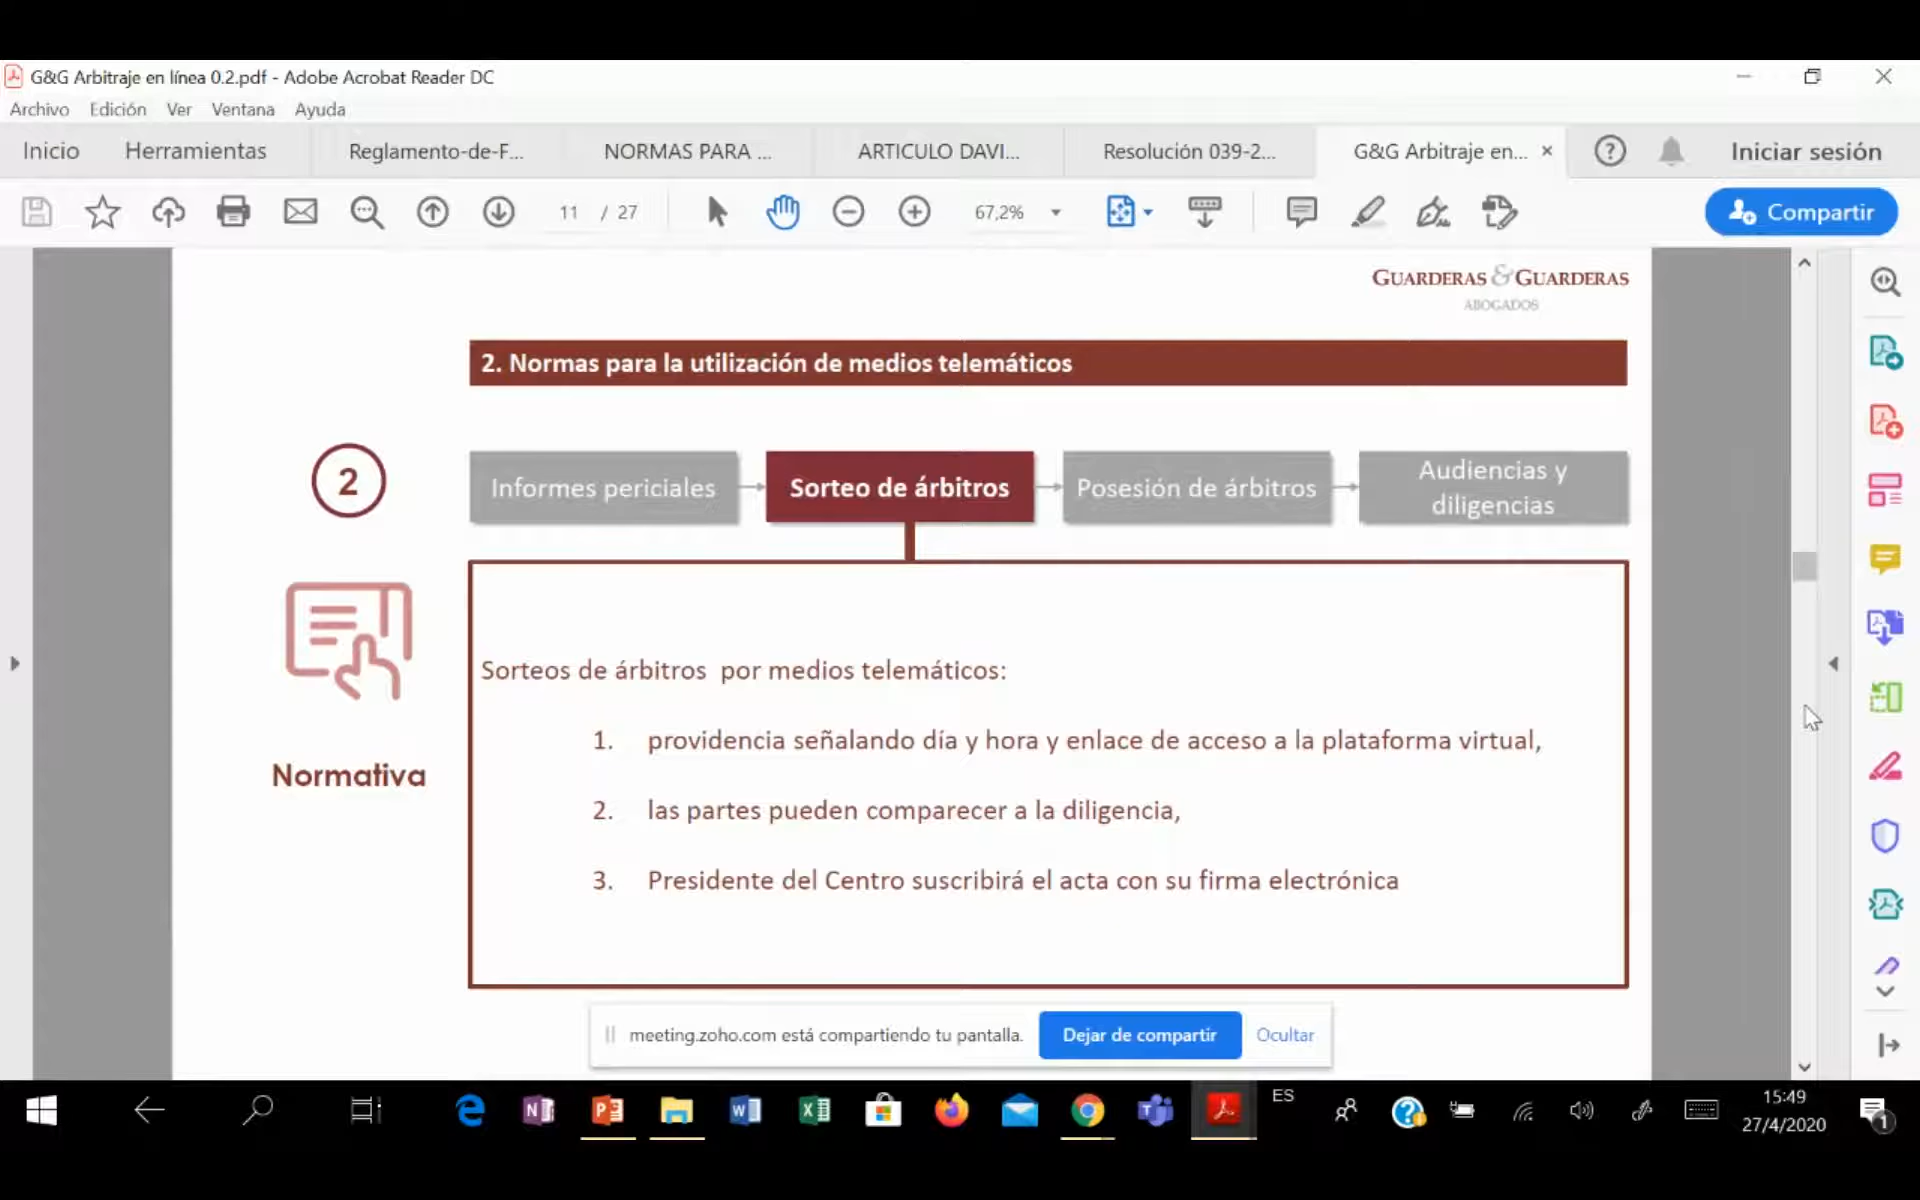 G&G Arbitraje en línea 0.2.pdf - Adobe Acrobat Reader DC
Archivo Edición Ver Ventana Ayuda
Inicio Herramientas Reglamento-de-F... NORMAS PARA ... ARTICULO DAVI... Resolución 039-2... G&G Arbitraje en... Iniciar sesión
11 / 27 67,2% Compartir
GUARDERAS & GUARDERAS
ABOGADOS
2. Normas para la utilización de medios telemáticos
2
Informes periciales
Sorteo de árbitros
Posesión de árbitros
Audiencias y
diligencias
Normativa
Sorteos de árbitros por medios telemáticos:
1. providencia señalando día y hora y enlace de acceso a la plataforma virtual,
2. las partes pueden comparecer a la diligencia,
3. Presidente del Centro suscribirá el acta con su firma electrónica
meeting.zoho.com está compartiendo tu pantalla. Dejar de compartir Ocultar
ES
15:49
27/4/2020
1